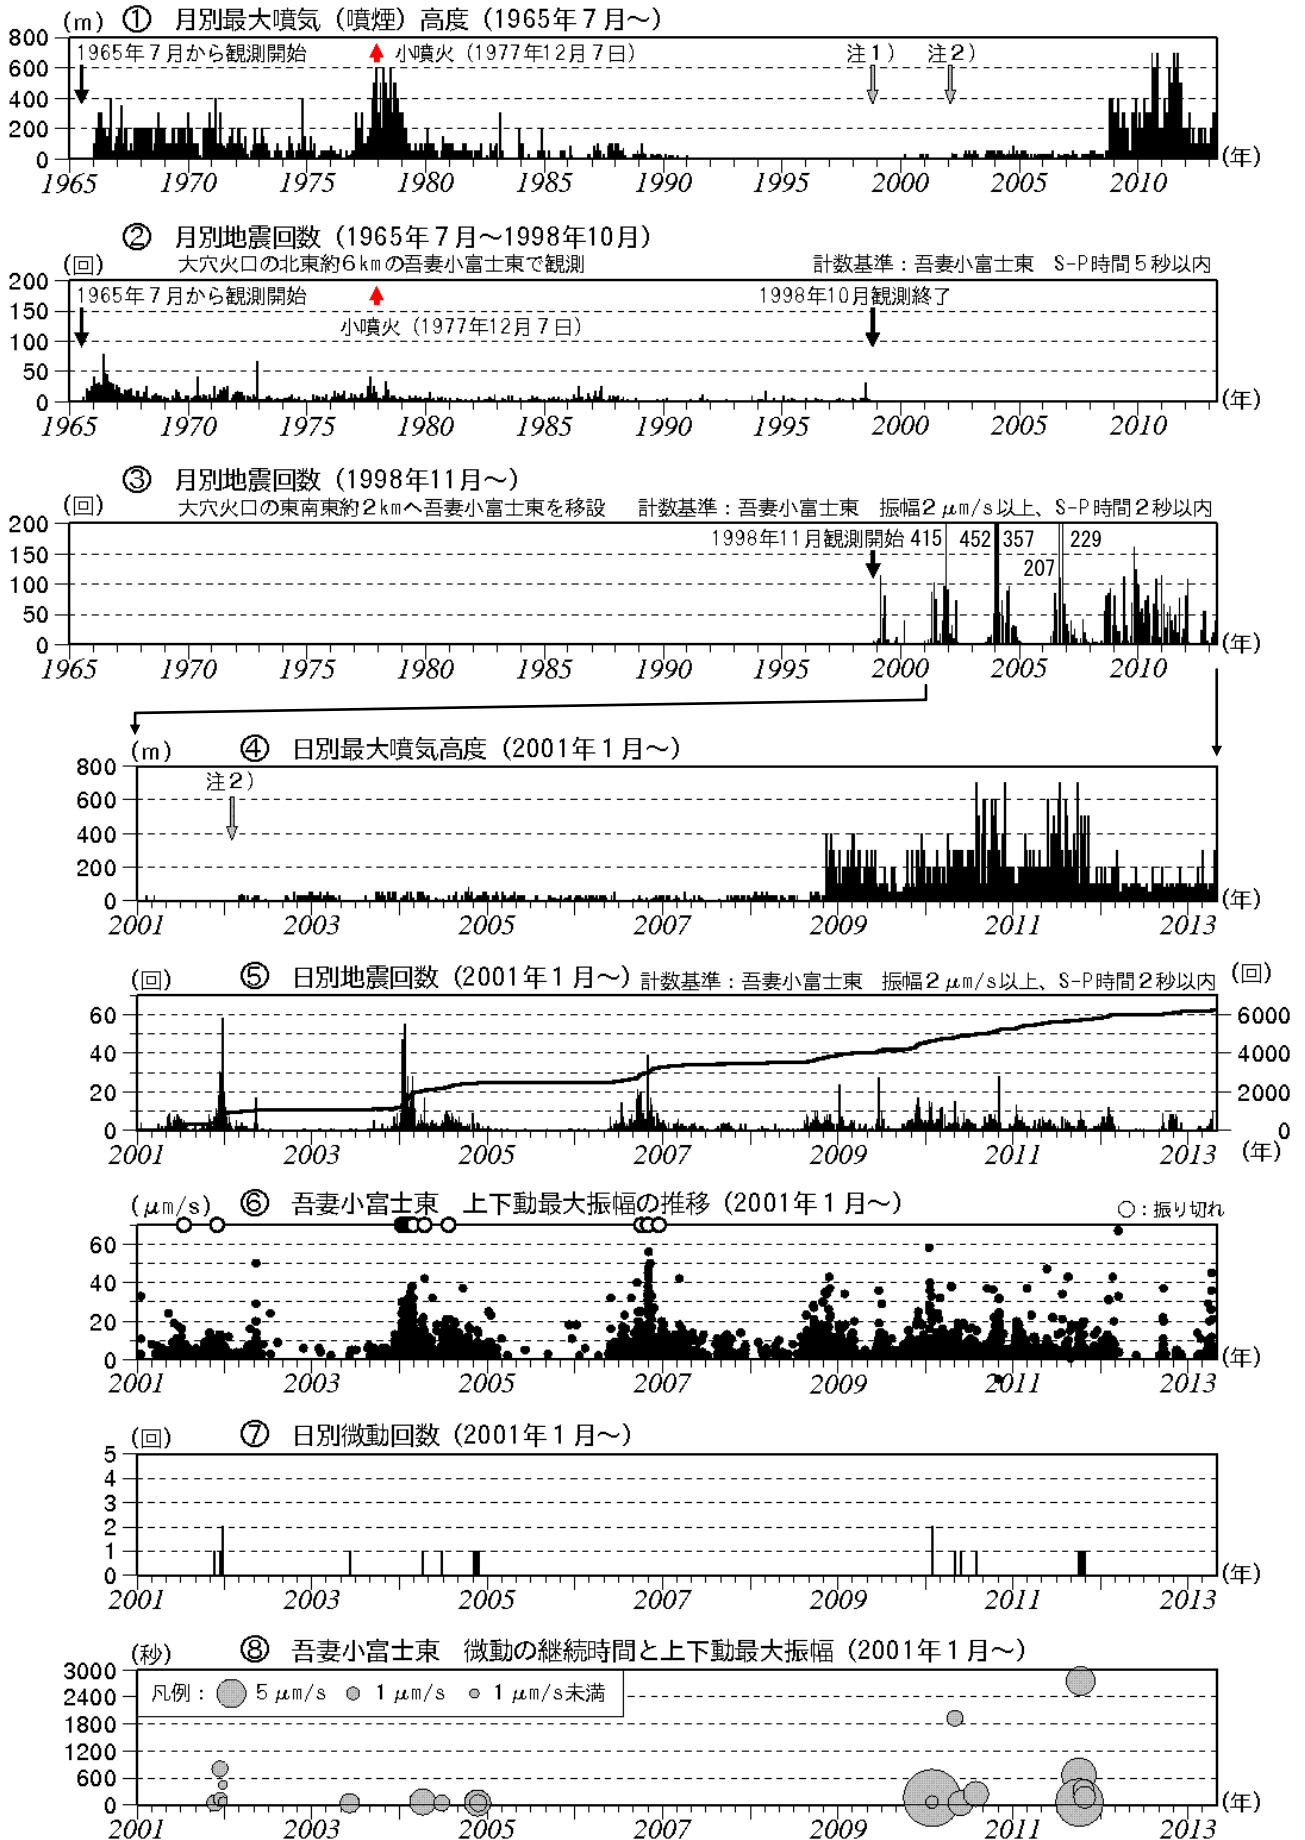 (m) ① 月別最大噴気（噴煙）高度（1965年７月～）
800
600
400
200
0
1965年７月から観測開始
小噴火（1977年12月７日）
注１）
注２）
1965 1970 1975 1980 1985 1990 1995 2000 2005 2010 (年)
② 月別地震回数（1965年７月～1998年10月）
(回) 大穴火口の北東約６kmの吾妻小富士東で観測 計数基準：吾妻小富士東 S-P時間５秒以内
200
150
100
50
0
1965年７月から観測開始
小噴火（1977年12月７日）
1998年10月観測終了
1965 1970 1975 1980 1985 1990 1995 2000 2005 2010 (年)
③ 月別地震回数（1998年11月～）
(回) 大穴火口の東南東約２kmへ吾妻小富士東を移設 計数基準：吾妻小富士東 振幅２μm/s以上、S-P時間２秒以内
200
150
100
50
0
1998年11月観測開始 415 452 357 229
207
1965 1970 1975 1980 1985 1990 1995 2000 2005 2010 (年)
(m) ④ 日別最大噴気高度（2001年１月～）
800
600
400
200
0
注２）
2001 2003 2005 2007 2009 2011 2013 (年)
(回) ⑤ 日別地震回数（2001年１月～） 計数基準：吾妻小富士東 振幅２μm/s以上、S-P時間２秒以内 (回)
60 6000
40 4000
20 2000
0 0
2001 2003 2005 2007 2009 2011 2013 (年)
(μm/s) ⑥ 吾妻小富士東 上下動最大振幅の推移（2001年１月～） ○：振り切れ
60
40
20
0
2001 2003 2005 2007 2009 2011 2013 (年)
(回) ⑦ 日別微動回数（2001年１月～）
5
4
3
2
1
0
2001 2003 2005 2007 2009 2011 2013 (年)
(秒) ⑧ 吾妻小富士東 微動の継続時間と上下動最大振幅（2001年１月～）
3000
2400
1800
1200
600
0
凡例： 5 μm/s 1 μm/s 1 μm/s未満
2001 2003 2005 2007 2009 2011 2013 (年)